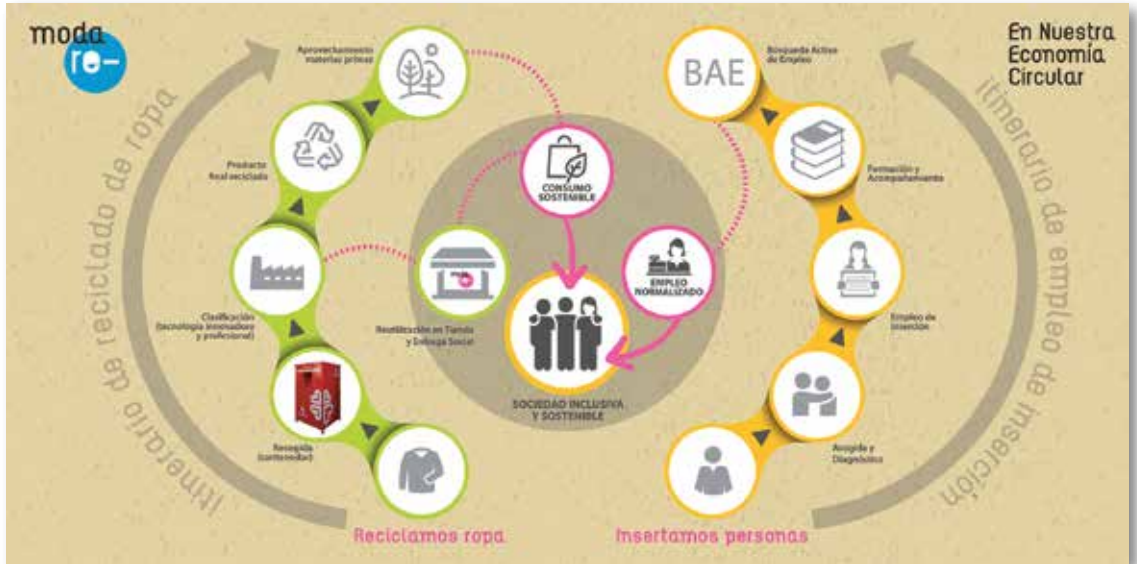 moda
re-
En Nuestra
Economía
Circular
itinerario de reciclado de ropa
Aprovechamiento
materias primas
Producto
final reciclado
Clasificación
(tecnología innovadora
y profesional)
Recogida
(contenedor)
Reutilización en Tienda
y Entrega Social
CONSUMO
SOSTENIBLE
EMPLEO
NORMALIZADO
SOCIEDAD INCLUSIVA
Y SOSTENIBLE
Búsqueda Activa
de Empleo
BAE
Formación y
Acompañamiento
Empleo de
Inserción
Acogida y
Diagnóstico
itinerario de empleo de inserción
Reciclamos ropa
Insertamos personas